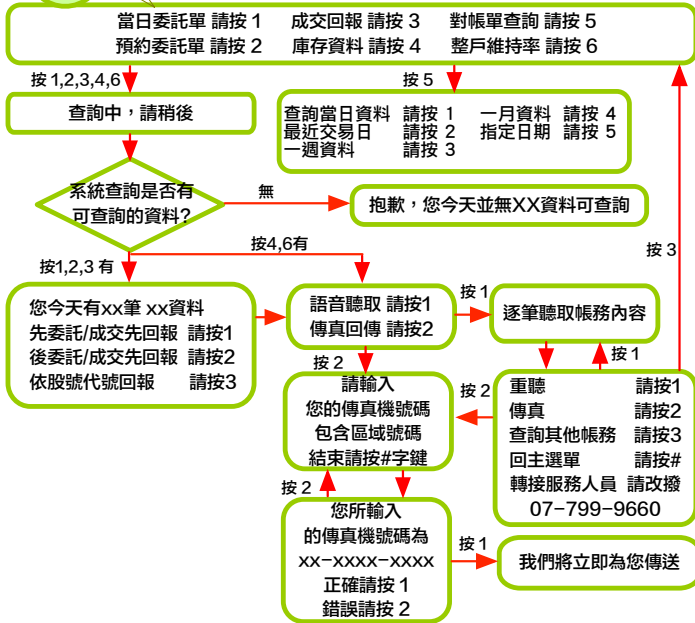 當日委託單 請按 1 成交回報 請按 3 對帳單查詢 請按 5
預約委託單 請按 2 庫存資料 請按 4 整戶維持率 請按 6
按 1,2,3,4,6
按 5
查詢中，請稍後
查詢當日資料 請按 1 一月資料 請按 4
最近交易日 請按 2 指定日期 請按 5
一週資料 請按 3
系統查詢是否有
可查詢的資料?
無
抱歉，您今天並無XX資料可查詢
按4,6有
按1,2,3 有
按 3
您今天有xx筆 xx資料
先委託/成交先回報 請按1
後委託/成交先回報 請按2
依股號代號回報 請按3
語音聽取 請按1
傳真回傳 請按2
按 1
逐筆聽取帳務內容
按 2
按 1
請輸入
您的傳真機號碼
包含區域號碼
結束請按#字鍵
按 2
重聽 請按1
傳真 請按2
查詢其他帳務 請按3
回主選單 請按#
轉接服務人員 請改撥
07-799-9660
按 2
您所輸入
的傳真機號碼為
xx-xxxx-xxxx
正確請按 1
錯誤請按 2
按 1
我們將立即為您傳送